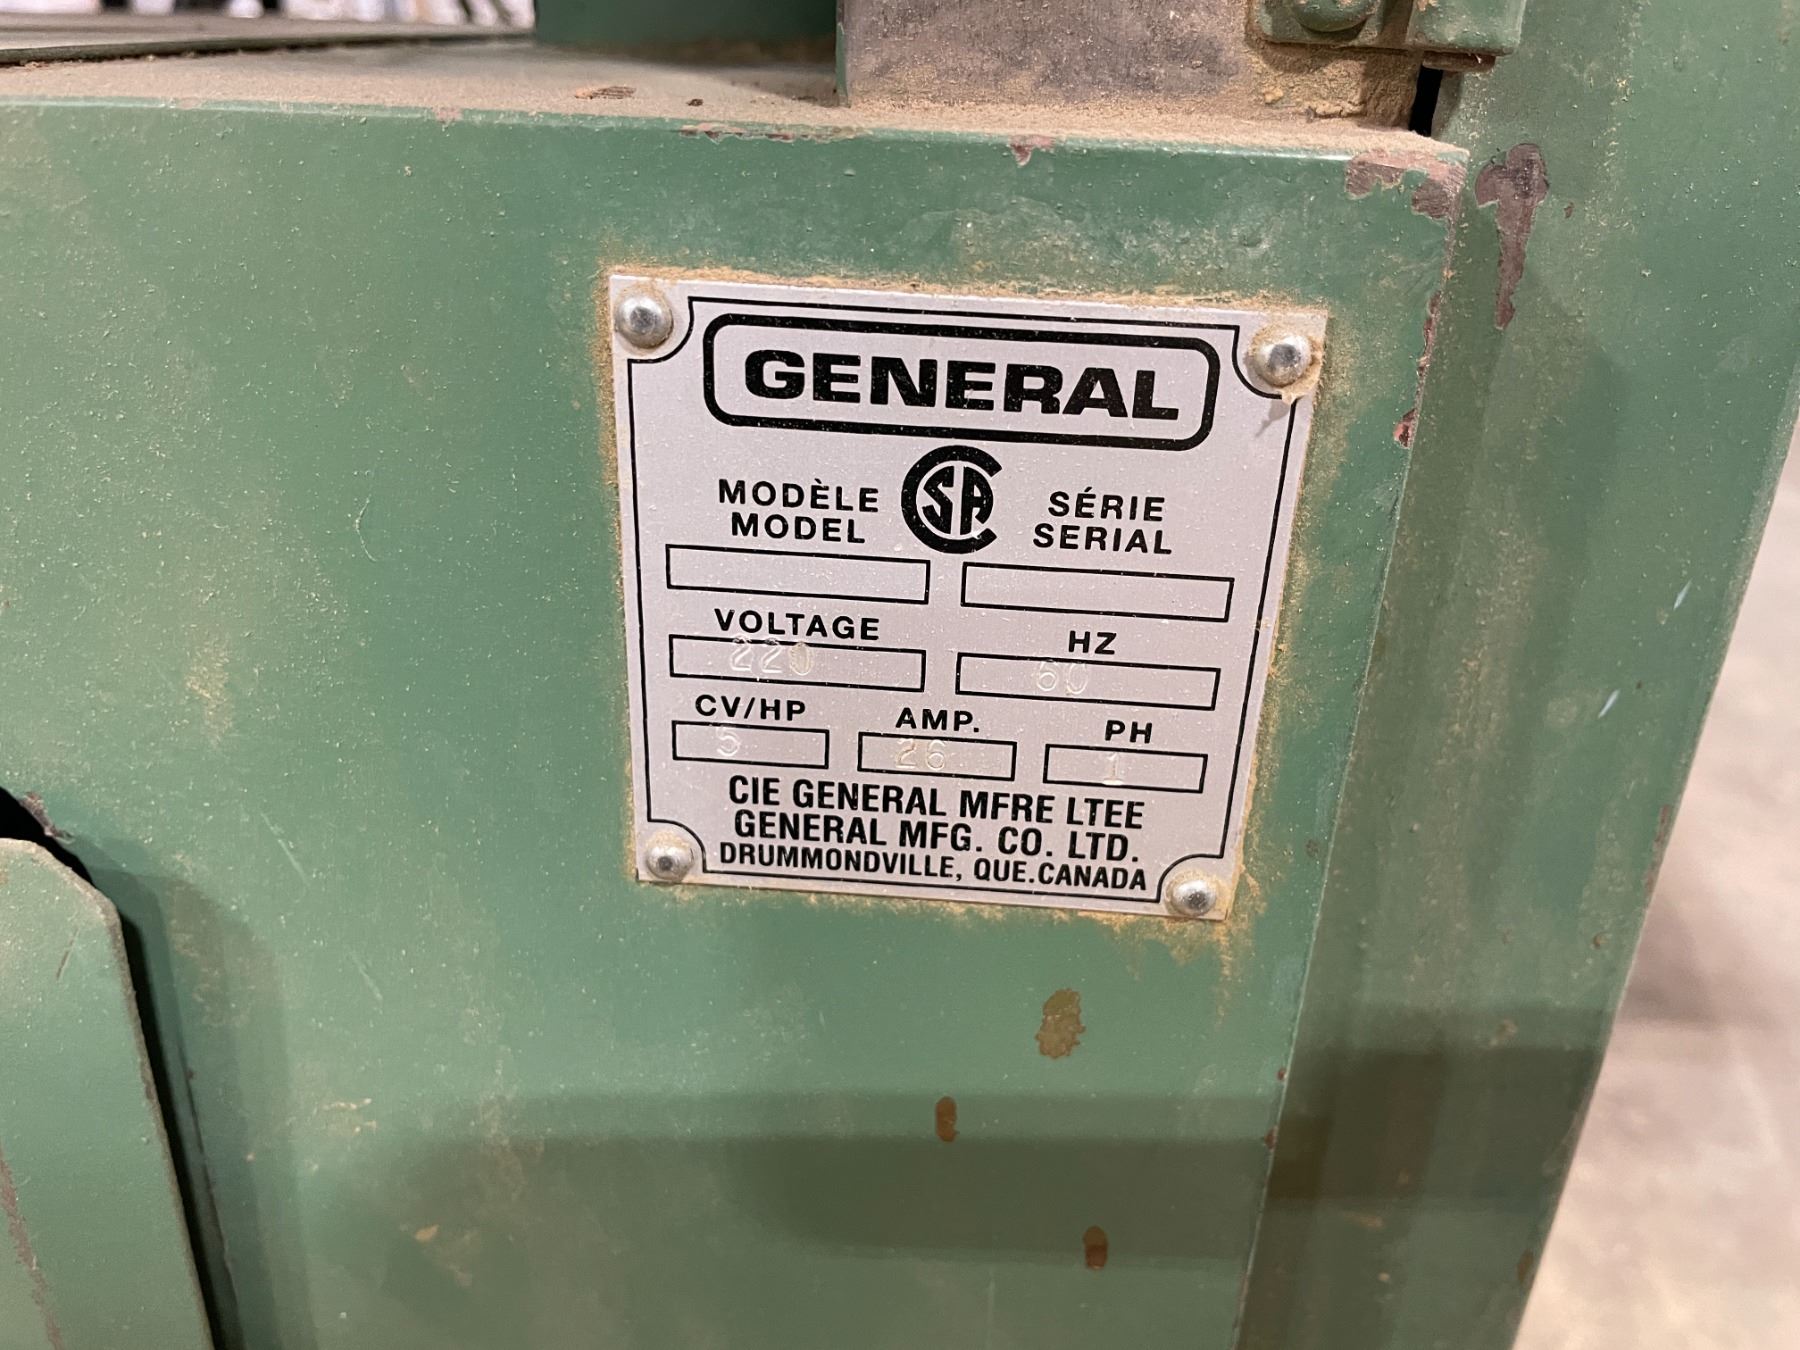 GENERAL
MODÈLE
MODEL
CSA
SÉRIE
SERIAL
VOLTAGE
220
HZ
60
CV/HP
5
AMP.
26
PH
1
CIE GENERAL MFRE LTEE
GENERAL MFG. CO. LTD.
DRUMMONDVILLE, QUE.CANADA